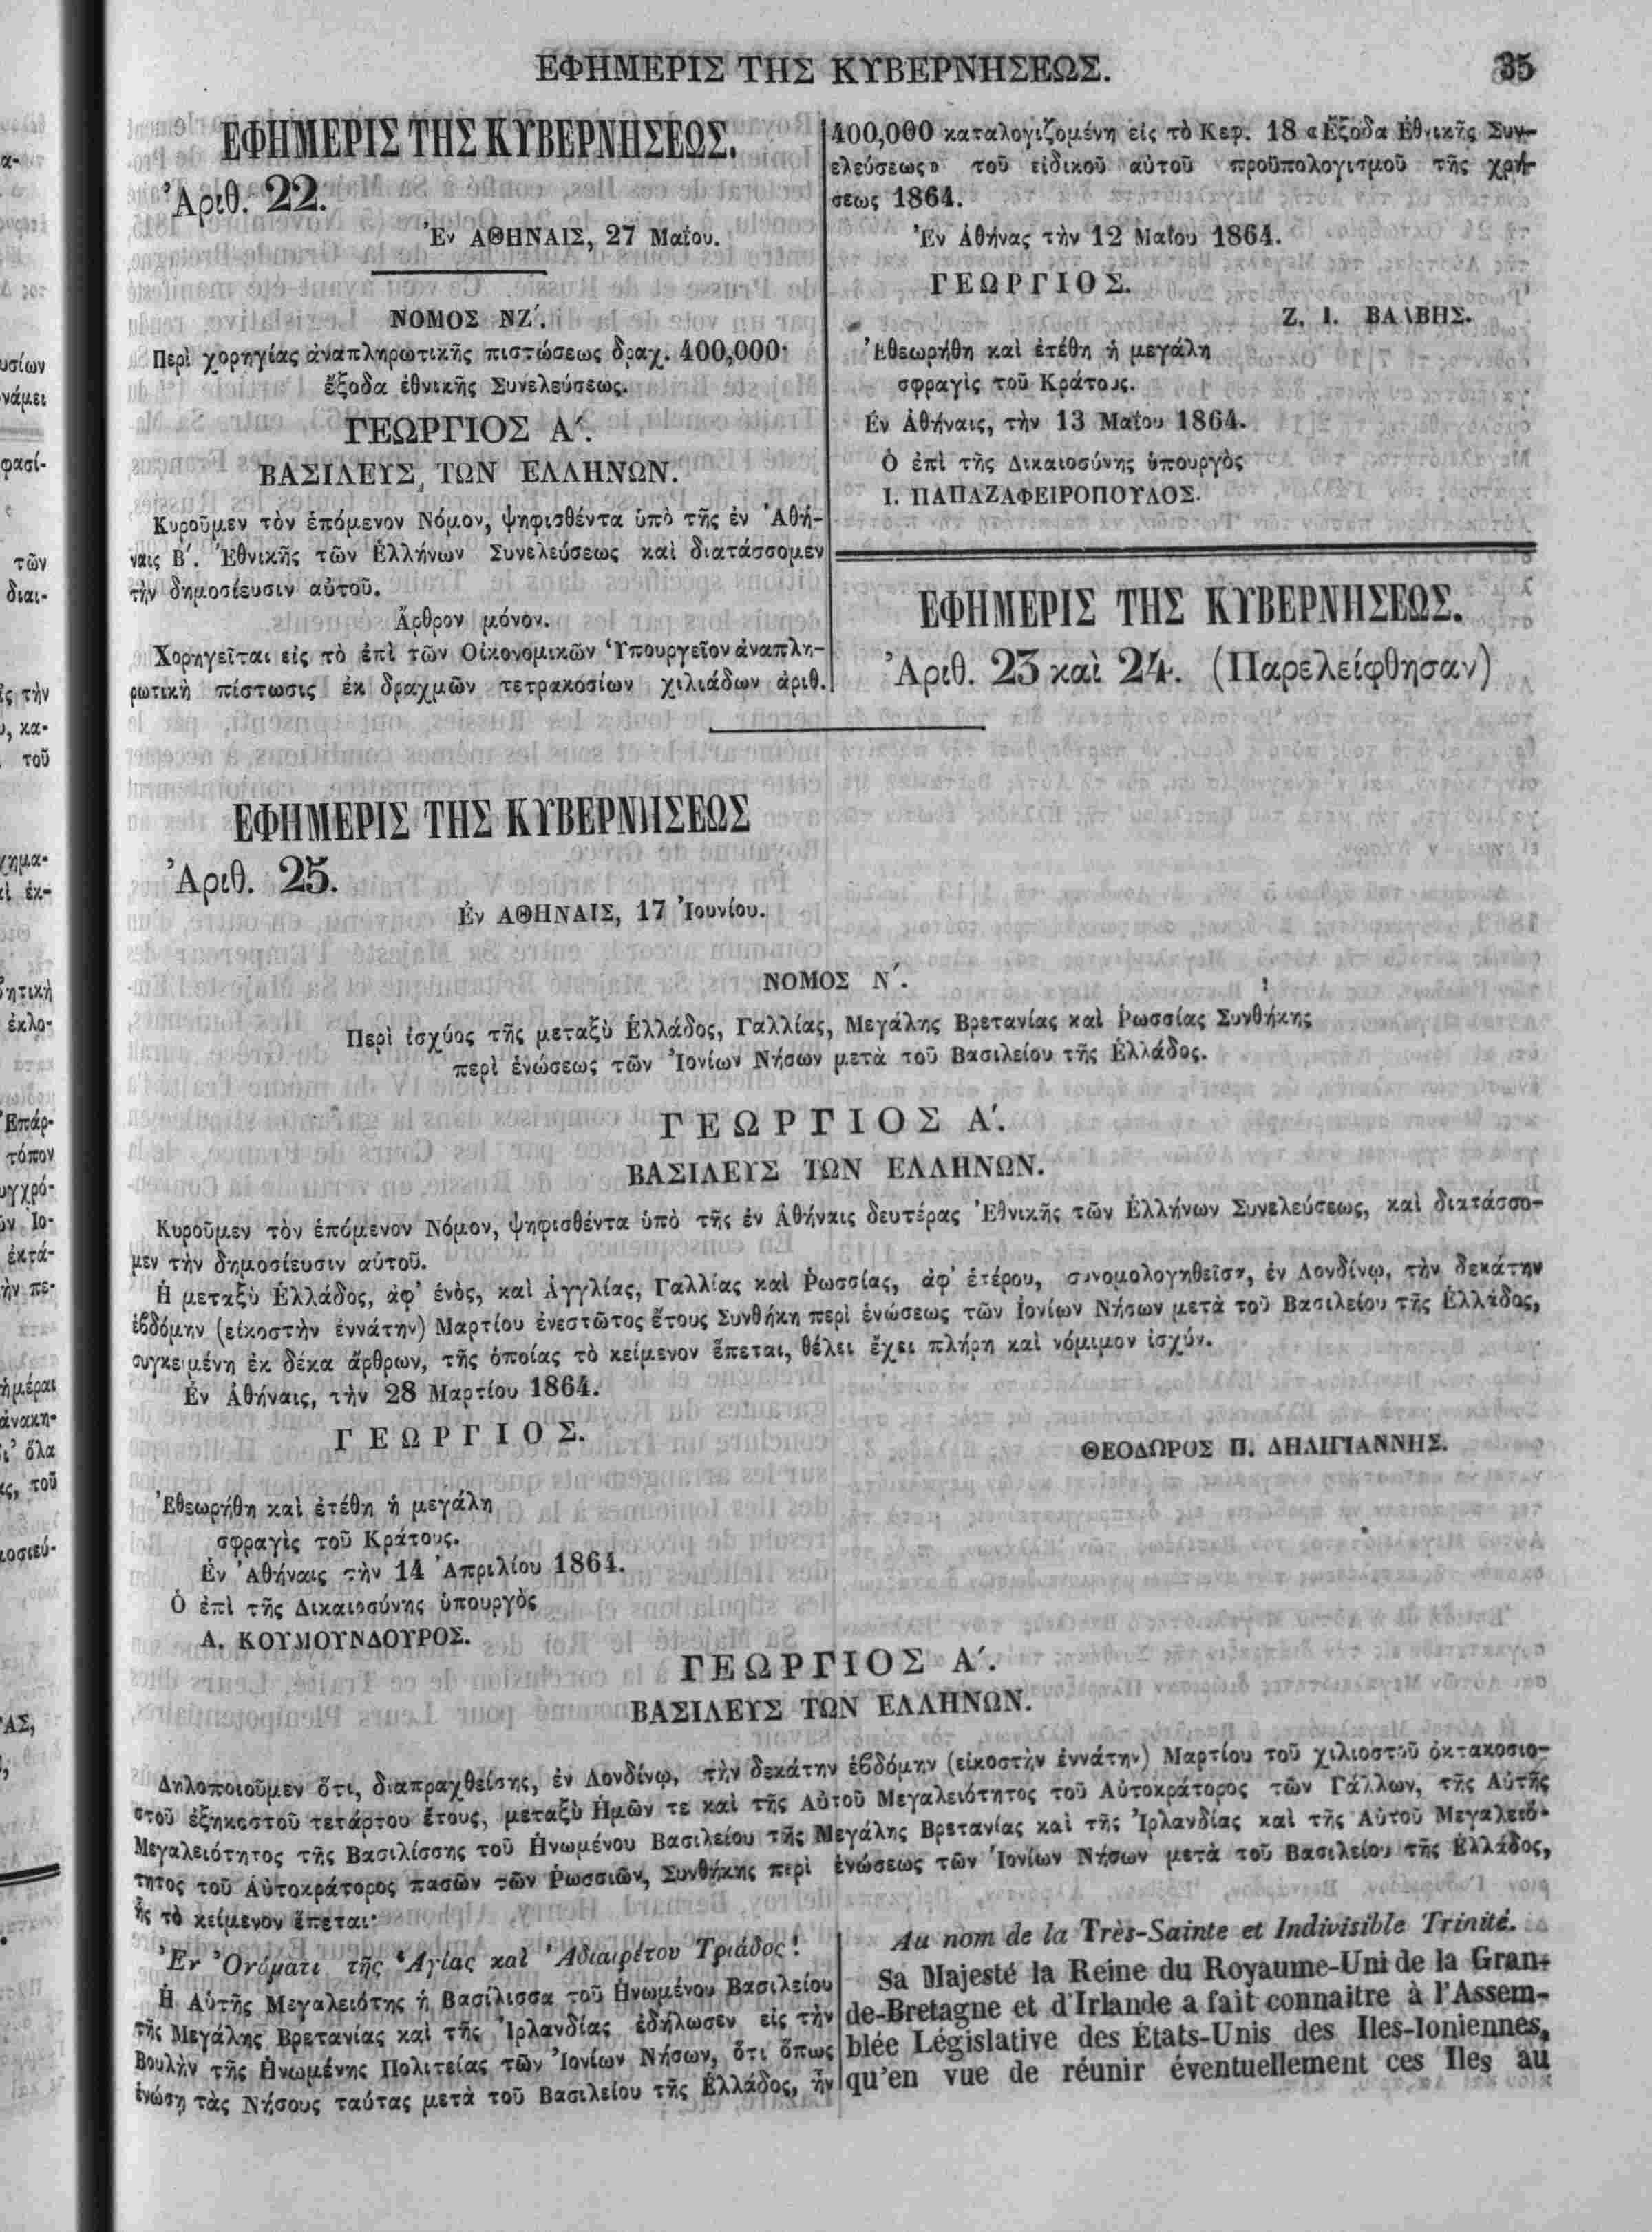 ΕΦΗΜΕΡΙΣ ΤΗΣ ΚΥΒΕΡΝΗΣΕΩΣ.
35
ΕΦΗΜΕΡΙΣ ΤΗΣ ΚΥΒΕΡΝΗΣΕΩΣ.
Ἀριθ. 22.
Ἐν ΑΘΗΝΑΙΣ, 27 Μαΐου.
ΝΟΜΟΣ ΝΖ΄.
Περὶ χορηγίας ἀναπληρωτικῆς πιστώσεως δραχ. 400,000·
ἔξοδα ἐθνικῆς Συνελεύσεως.
ΓΕΩΡΓΙΟΣ Α΄.
ΒΑΣΙΛΕΥΣ, ΤΩΝ ΕΛΛΗΝΩΝ.
Κυροῦμεν τὸν ἑπόμενον Νόμον, ψηφισθέντα ὑπὸ τῆς ἐν Ἀθή-
ναις Β΄. Ἐθνικῆς τῶν Ἑλλήνων Συνελεύσεως καὶ διατάσσομεν
τὴν δημοσίευσιν αὐτοῦ.
Ἄρθρον μόνον.
Χορηγεῖται εἰς τὸ ἐπὶ τῶν Οἰκονομικῶν Ὑπουργεῖον ἀναπλη-
ρωτικὴ πίστωσις ἐκ δραχμῶν τετρακοσίων χιλιάδων ἀριθ.
400,000 καταλογιζομένη εἰς τὸ Κεφ. 18 «Ἔξοδα Ἐθνικῆς Συν-
ελεύσεως» τοῦ εἰδικοῦ αὐτοῦ προϋπολογισμοῦ τῆς χρή-
σεως 1864.
Ἐν Ἀθήνας τὴν 12 Μαΐου 1864.
ΓΕΩΡΓΙΟΣ.
Ζ. Ι. ΒΑΛΒΗΣ.
Ἐθεωρήθη καὶ ἐτέθη ἡ μεγάλη
σφραγὶς τοῦ Κράτους.
Ἐν Ἀθήναις, τὴν 13 Μαΐου 1864.
Ὁ ἐπὶ τῆς Δικαιοσύνης ὑπουργὸς
Ι. ΠΑΠΑΖΑΦΕΙΡΟΠΟΥΛΟΣ.
ΕΦΗΜΕΡΙΣ ΤΗΣ ΚΥΒΕΡΝΗΣΕΩΣ.
Ἀριθ. 23 καὶ 24. (Παρελείφθησαν)
ΕΦΗΜΕΡΙΣ ΤΗΣ ΚΥΒΕΡΝΗΣΕΩΣ
Ἀριθ. 25.
Ἐν ΑΘΗΝΑΙΣ, 17 Ἰουνίου.
ΝΟΜΟΣ Ν΄.
Περὶ ἰσχύος τῆς μεταξὺ Ἑλλάδος, Γαλλίας, Μεγάλης Βρετανίας καὶ Ῥωσσίας Συνθήκης
περὶ ἑνώσεως τῶν Ἰονίων Νήσων μετὰ τοῦ Βασιλείου τῆς Ἑλλάδος.
ΓΕΩΡΓΙΟΣ Α΄.
ΒΑΣΙΛΕΥΣ ΤΩΝ ΕΛΛΗΝΩΝ.
Κυροῦμεν τὸν ἑπόμενον Νόμον, ψηφισθέντα ὑπὸ τῆς ἐν Ἀθήναις δευτέρας Ἐθνικῆς τῶν Ἑλλήνων Συνελεύσεως, καὶ διατάσσο-
μεν τὴν δημοσίευσιν αὐτοῦ.
Ἡ μεταξὺ Ἑλλάδος, ἀφ' ἑνὸς, καὶ Ἀγγλίας, Γαλλίας καὶ Ῥωσσίας, ἀφ' ἑτέρου, συνομολογηθεῖσα, ἐν Λονδίνῳ, τὴν δεκάτην
ἑβδόμην (εἰκοστὴν ἐννάτην) Μαρτίου ἐνεστῶτος ἔτους Συνθήκη περὶ ἑνώσεως τῶν Ἰονίων Νήσων μετὰ τοῦ Βασιλείου τῆς Ἑλλάδος,
συγκειμένη ἐκ δέκα ἄρθρων, τῆς ὁποίας τὸ κείμενον ἕπεται, θέλει ἔχει πλήρη καὶ νόμιμον ἰσχύν.
Ἐν Ἀθήναις, τὴν 28 Μαρτίου 1864.
ΓΕΩΡΓΙΟΣ.
ΘΕΟΔΩΡΟΣ Π. ΔΗΛΙΓΙΑΝΝΗΣ.
Ἐθεωρήθη καὶ ἐτέθη ἡ μεγάλη
σφραγὶς τοῦ Κράτους.
Ἐν Ἀθήναις τὴν 14 Ἀπριλίου 1864.
Ὁ ἐπὶ τῆς Δικαιοσύνης ὑπουργὸς
Α. ΚΟΥΜΟΥΝΔΟΥΡΟΣ.
ΓΕΩΡΓΙΟΣ Α΄.
ΒΑΣΙΛΕΥΣ ΤΩΝ ΕΛΛΗΝΩΝ.
Δηλοποιοῦμεν ὅτι, διαπραχθείσης, ἐν Λονδίνῳ, τὴν δεκάτην ἑβδόμην (εἰκοστὴν ἐννάτην) Μαρτίου τοῦ χιλιοστοῦ ὀκτακοσιο-
στοῦ ἑξηκοστοῦ τετάρτου ἔτους, μεταξὺ Ἡμῶν τε καὶ τῆς Αὐτοῦ Μεγαλειότητος τοῦ Αὐτοκράτορος τῶν Γάλλων, τῆς Αὐτῆς
Μεγαλειότητος τῆς Βασιλίσσης τοῦ Ἡνωμένου Βασιλείου τῆς Μεγάλης Βρετανίας καὶ τῆς Ἰρλανδίας καὶ τῆς Αὐτοῦ Μεγαλειό-
τητος τοῦ Αὐτοκράτορος πασῶν τῶν Ῥωσσιῶν, Συνθήκης περὶ ἑνώσεως τῶν Ἰονίων Νήσων μετὰ τοῦ Βασιλείου τῆς Ἑλλάδος,
ἧς τὸ κείμενον ἕπεται·
Ἐν Ὀνόματι τῆς Ἁγίας καὶ Ἀδιαιρέτου Τριάδος!
Ἡ Αὐτῆς Μεγαλειότης ἡ Βασίλισσα τοῦ Ἡνωμένου Βασιλείου
τῆς Μεγάλης Βρετανίας καὶ τῆς Ἰρλανδίας ἐδήλωσεν εἰς τὴν
Βουλὴν τῆς Ἡνωμένης Πολιτείας τῶν Ἰονίων Νήσων, ὅτι ὅπως
ἑνώσῃ τὰς Νήσους ταύτας μετὰ τοῦ Βασιλείου τῆς Ἑλλάδος, ἦν
Au nom de la Très-Sainte et Indivisible Trinité.
Sa Majesté la Reine du Royaume-Uni de la Gran-
de-Bretagne et d'Irlande a fait connaitre à l'Assem-
blée Législative des États-Unis des Iles-Ioniennes,
qu'en vue de réunir éventuellement ces Iles au